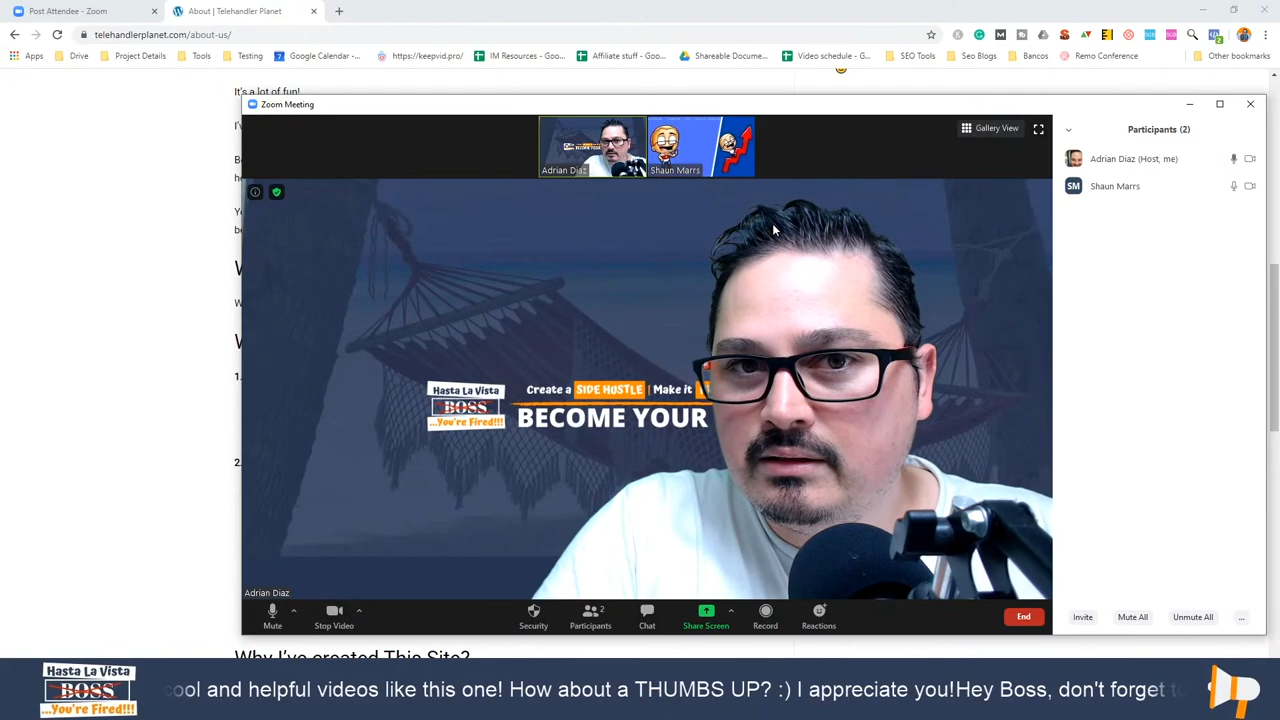 Post Attendee - Zoom
About | Telehandler Planet
telehandlerplanet.com/about-us/
Apps
Drive
Project Details
Tools
Testing
Google Calendar -...
https://keepvid.pro/
IM Resources - Goo...
Affiliate stuff - Goo...
Shareable Docume...
Video schedule - G...
SEO Tools
Seo Blogs
Bancos
Remo Conference
Other bookmarks
It's a lot of fun!
Zoom Meeting
Adrian Diaz
Shaun Marrs
Gallery View
Participants (2)
Adrian Diaz (Host, me)
SM Shaun Marrs
Hasta La Vista
BOSS
...You're Fired!!!
Create a SIDE HUSTLE | Make it
BECOME YOUR
Adrian Diaz
1.
2.
Mute
Stop Video
Security
2
Participants
Chat
Share Screen
Record
Reactions
End
Invite
Mute All
Unmute All
...
Why I've created This Site?
Hasta La Vista
BOSS
...You're Fired!!!
cool and helpful videos like this one! How about a THUMBS UP? :) I appreciate you!Hey Boss, don't forget